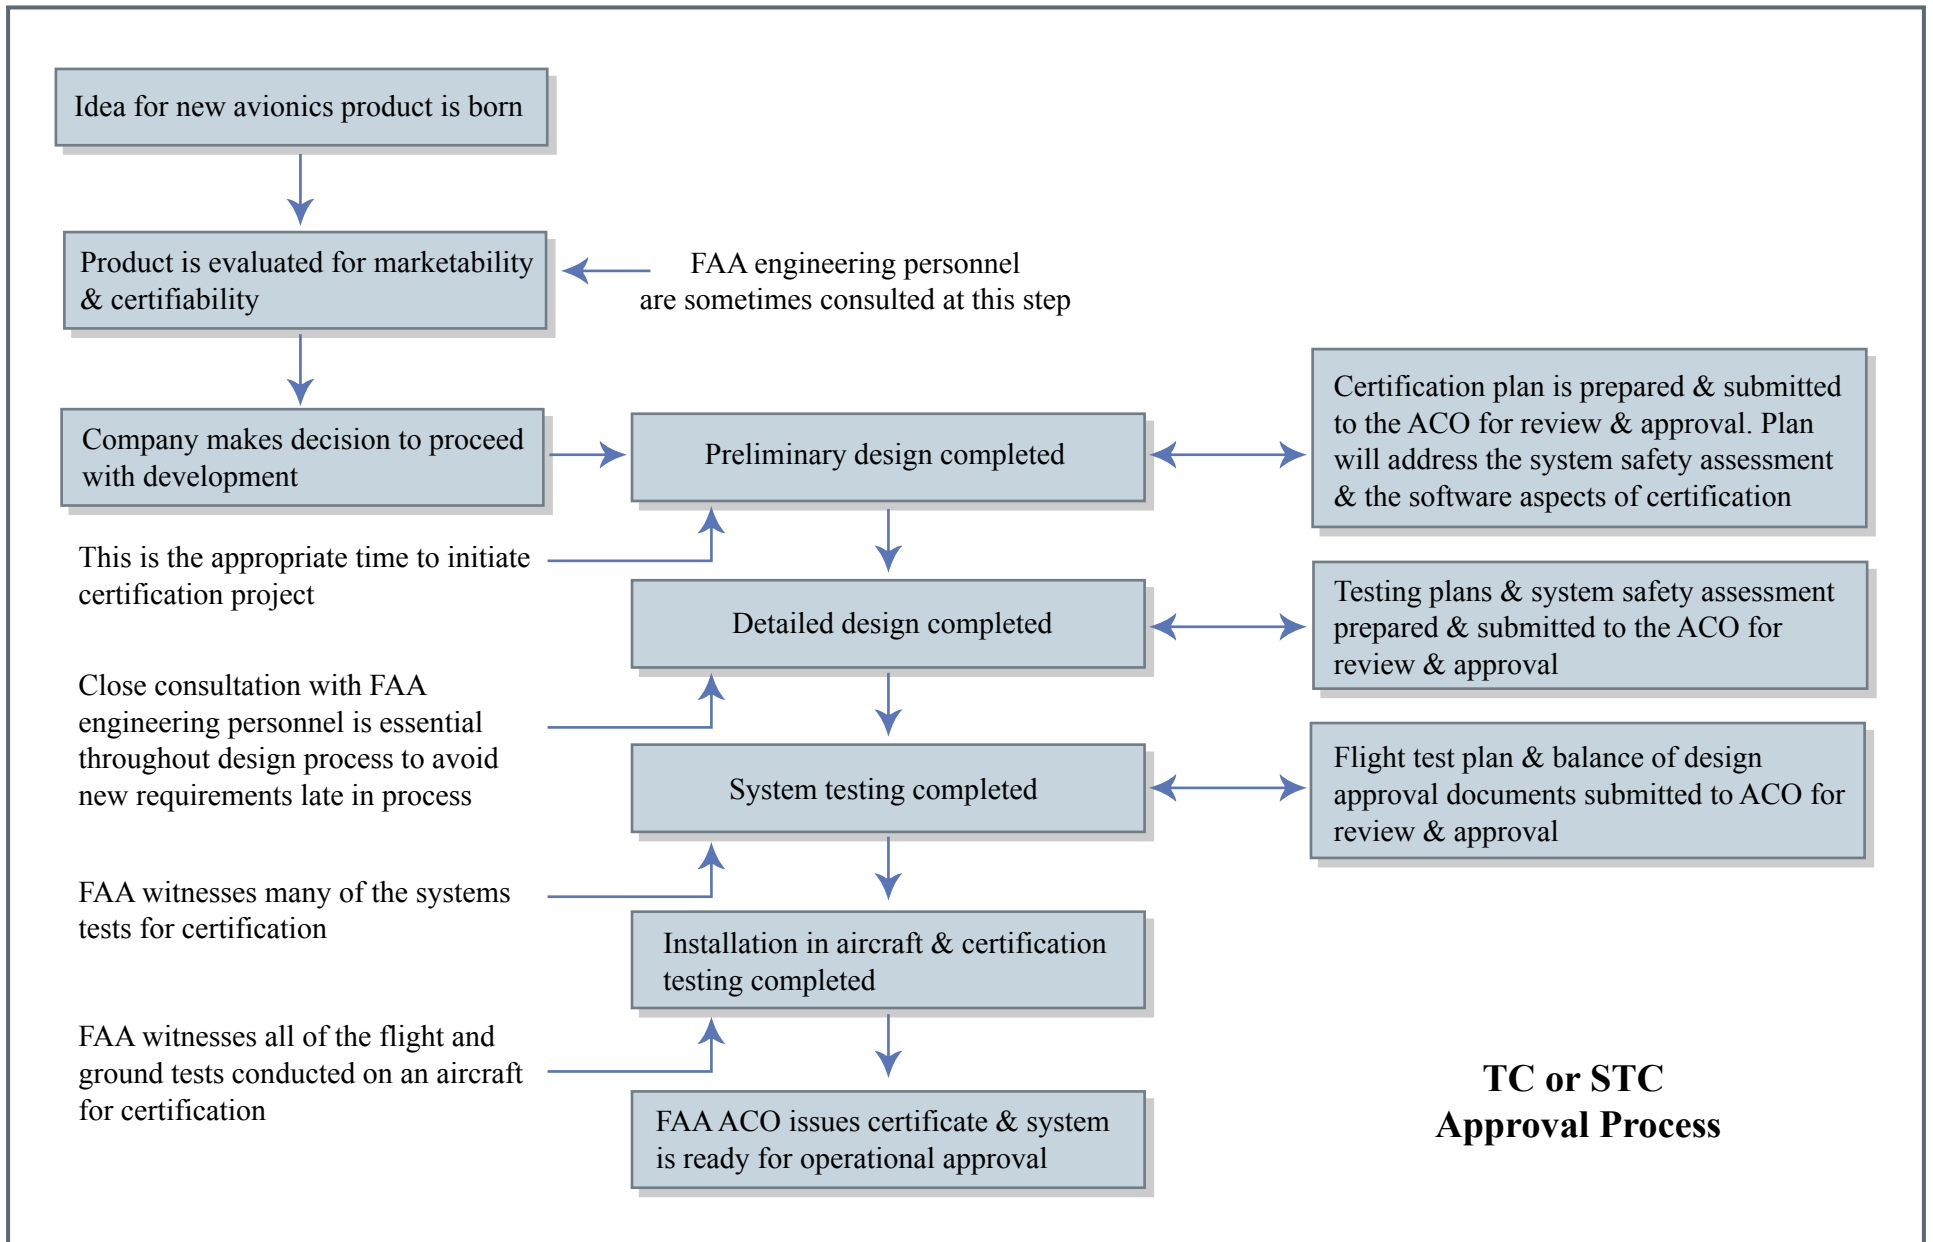 Idea for new avionics product is born
Product is evaluated for marketability
& certifiability
FAA engineering personnel
are sometimes consulted at this step
Company makes decision to proceed
with development
Preliminary design completed
Certification plan is prepared & submitted
to the ACO for review & approval. Plan
will address the system safety assessment
& the software aspects of certification
This is the appropriate time to initiate
certification project
Detailed design completed
Testing plans & system safety assessment
prepared & submitted to the ACO for
review & approval
Close consultation with FAA
engineering personnel is essential
throughout design process to avoid
new requirements late in process
System testing completed
Flight test plan & balance of design
approval documents submitted to ACO for
review & approval
FAA witnesses many of the systems
tests for certification
Installation in aircraft & certification
testing completed
FAA witnesses all of the flight and
ground tests conducted on an aircraft
for certification
FAA ACO issues certificate & system
is ready for operational approval
TC or STC
Approval Process